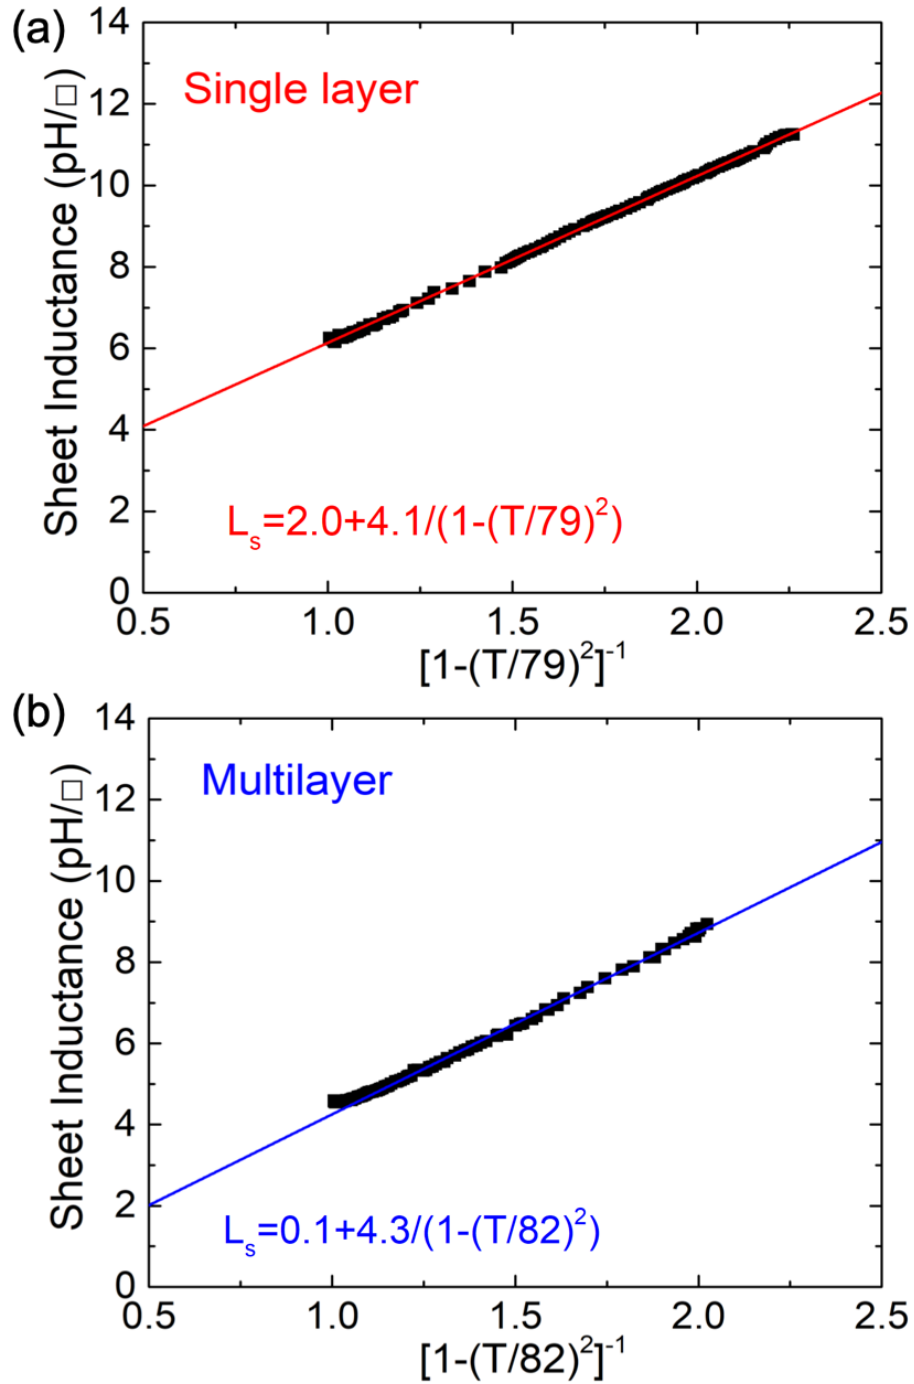 (a)
14
12
10
8
6
4
2
0
Sheet Inductance (pH/□)
Single layer
Lₛ=2.0+4.1/(1-(T/79)²)
0.5 1.0 1.5 2.0 2.5
[1-(T/79)²]⁻¹
(b)
14
12
10
8
6
4
2
0
Sheet Inductance (pH/□)
Multilayer
Lₛ=0.1+4.3/(1-(T/82)²)
0.5 1.0 1.5 2.0 2.5
[1-(T/82)²]⁻¹